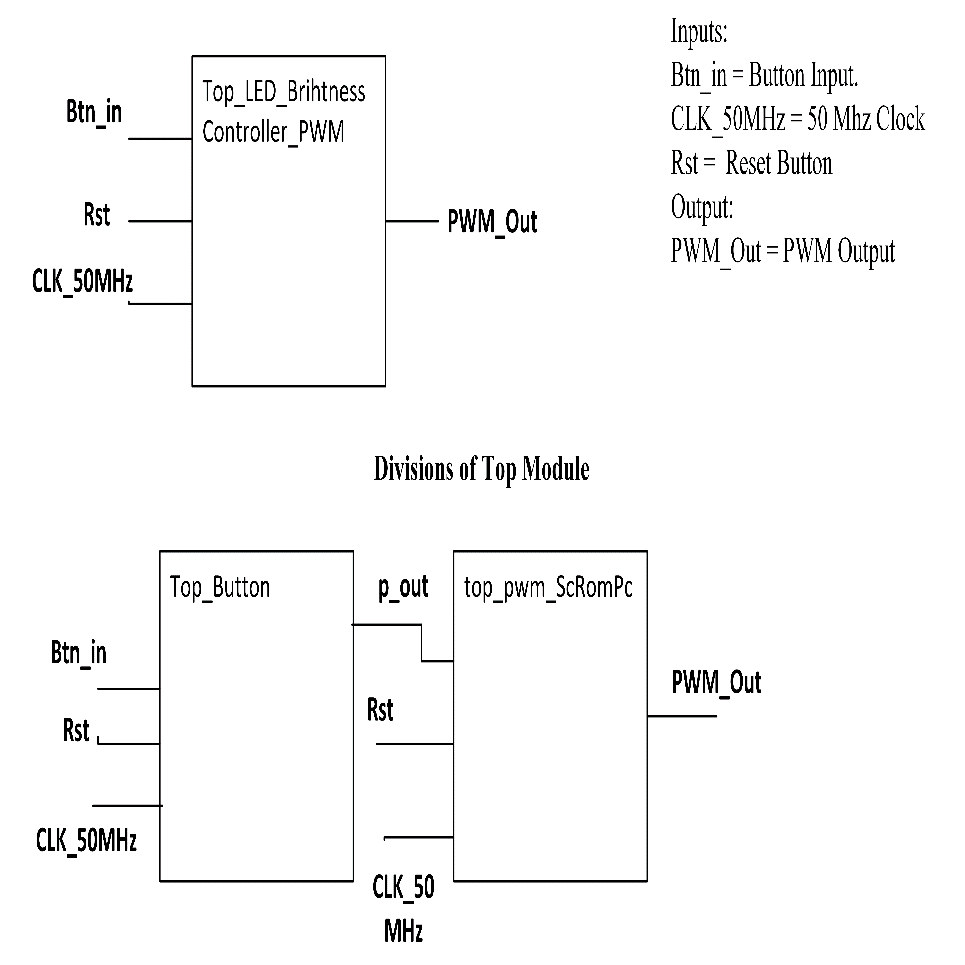 Inputs:
Btn_in = Button Input.
CLK_50MHz = 50 Mhz Clock
Rst = Reset Button
Output:
PWM_Out = PWM Output
Top_LED_Brihtness
Controller_PWM
Btn_in
Rst
CLK_50MHz
PWM_Out
Divisions of Top Module
Top_Button
Btn_in
Rst
CLK_50MHz
p_out
top_pwm_ScRomPc
Rst
CLK_50
MHz
PWM_Out